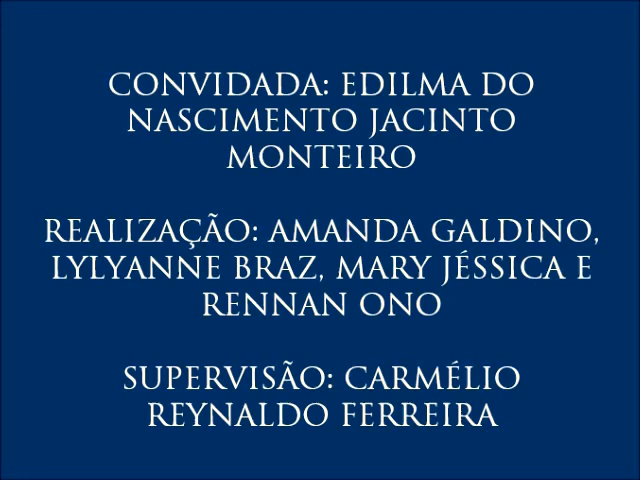 CONVIDADA: EDILMA DO
NASCIMENTO JACINTO
MONTEIRO
REALIZAÇÃO: AMANDA GALDINO,
LYLYANNE BRAZ, MARY JÉSSICA E
RENNAN ONO
SUPERVISÃO: CARMÉLIO
REYNALDO FERREIRA